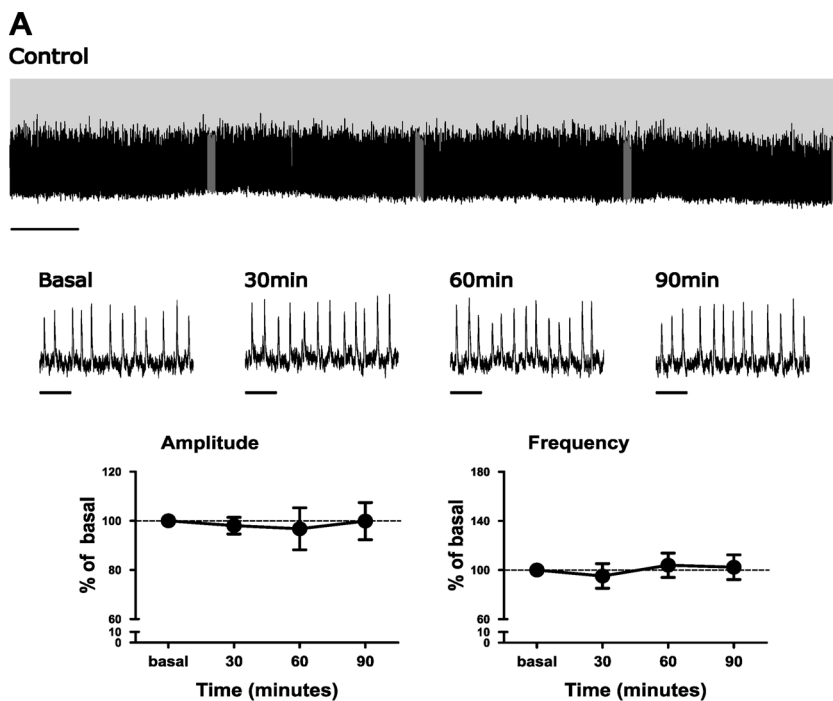 A
Control
Basal 30min 60min 90min
Amplitude
% of basal
120
100
80
60
10
0
basal 30 60 90
Time (minutes)
Frequency
% of basal
180
140
100
60
10
0
basal 30 60 90
Time (minutes)